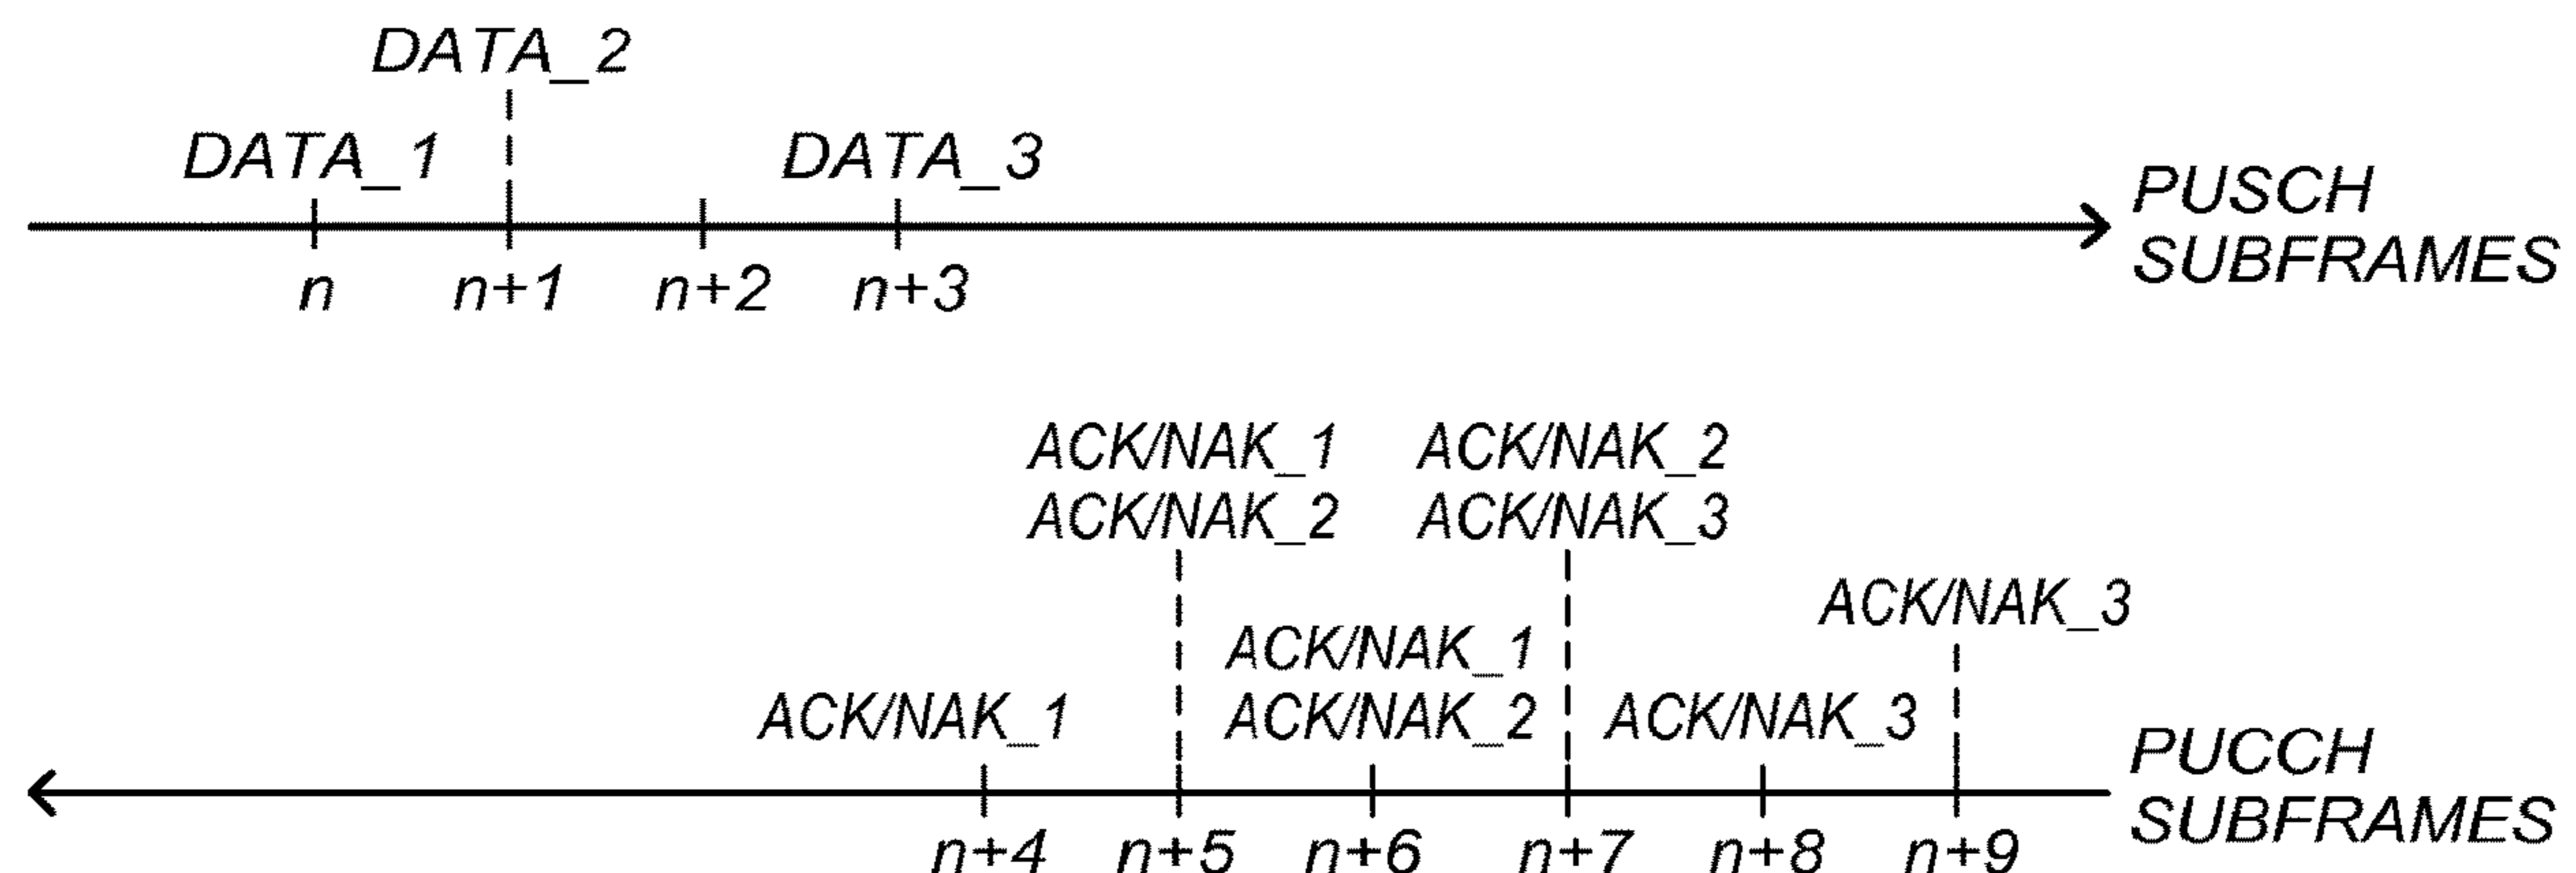 DATA_2
DATA_1
DATA_3
PUSCH
SUBFRAMES
n
n+1
n+2
n+3
ACK/NAK_1
ACK/NAK_2
ACK/NAK_2
ACK/NAK_3
ACK/NAK_3
ACK/NAK_1
ACK/NAK_2
ACK/NAK_1
ACK/NAK_3
PUCCH
SUBFRAMES
n+4
n+5
n+6
n+7
n+8
n+9